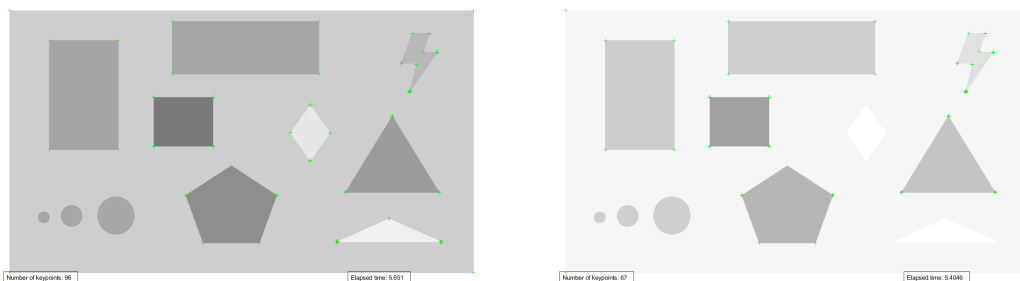 Number of keypoints: 96
Elapsed time: 5.651
Number of keypoints: 67
Elapsed time: 5.4046